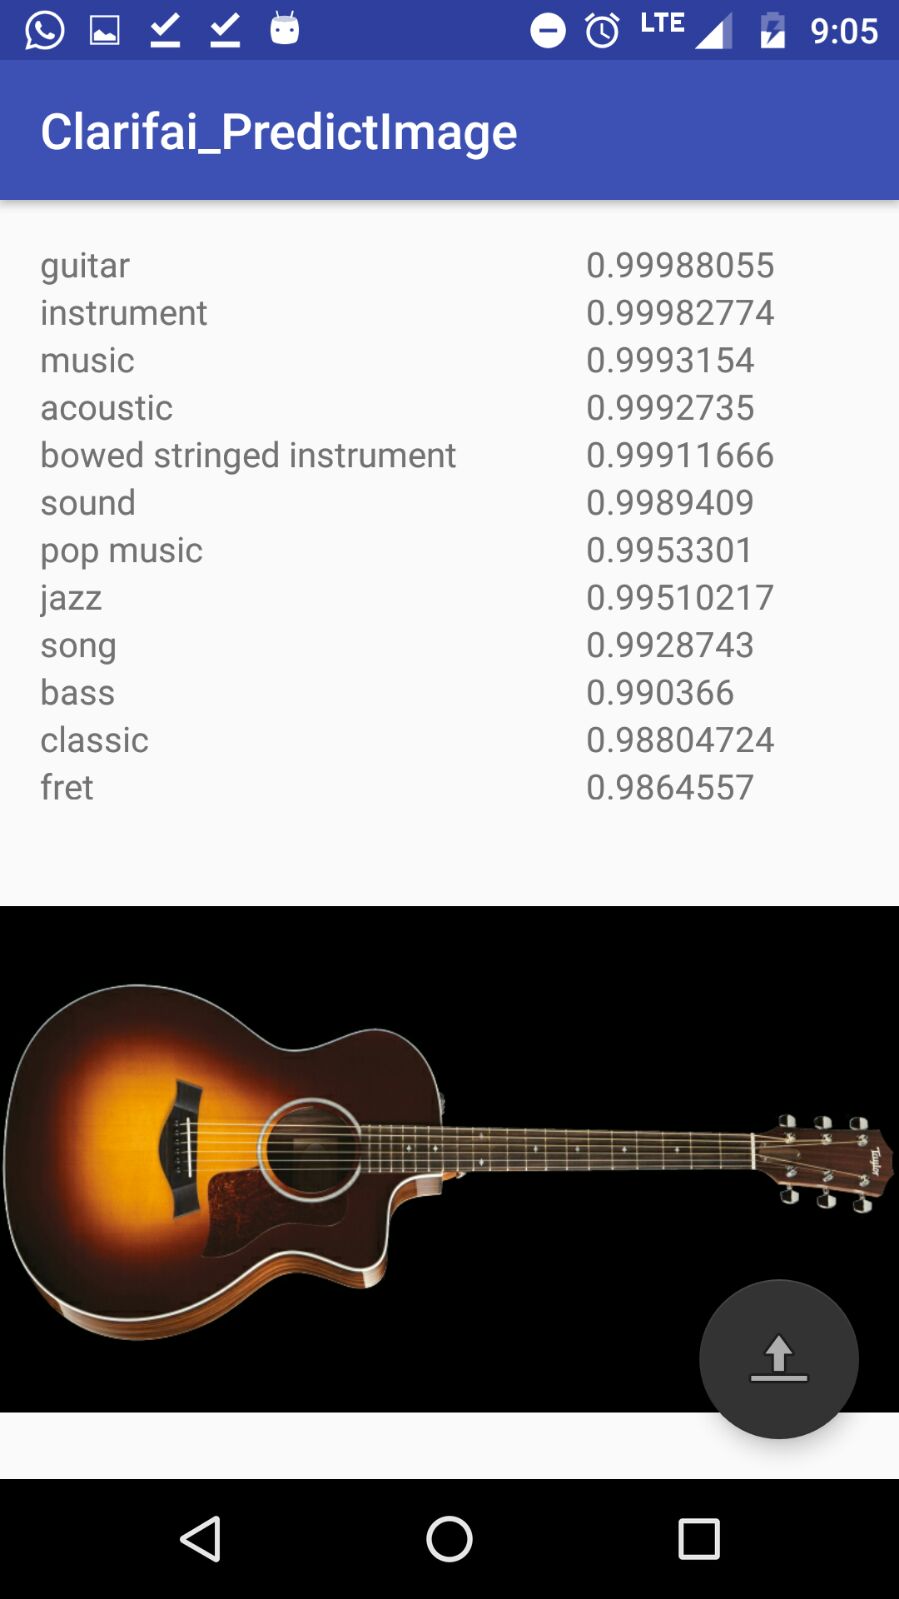 LTE 9:05
Clarifai_PredictImage
guitar 0.99988055
instrument 0.99982774
music 0.9993154
acoustic 0.9992735
bowed stringed instrument 0.99911666
sound 0.9989409
pop music 0.9953301
jazz 0.99510217
song 0.9928743
bass 0.990366
classic 0.98804724
fret 0.9864557
Taylor